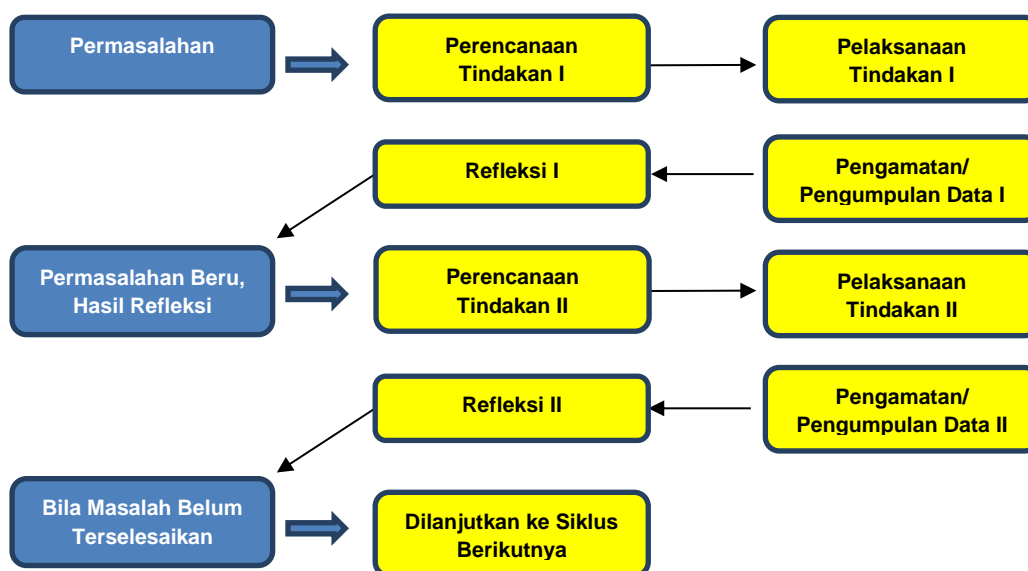 Permasalahan
Perencanaan
Tindakan I
Pelaksanaan
Tindakan I
Refleksi I
Pengamatan/
Pengumpulan Data I
Permasalahan Beru,
Hasil Refleksi
Perencanaan
Tindakan II
Pelaksanaan
Tindakan II
Refleksi II
Pengamatan/
Pengumpulan Data II
Bila Masalah Belum
Terselesaikan
Dilanjutkan ke Siklus
Berikutnya